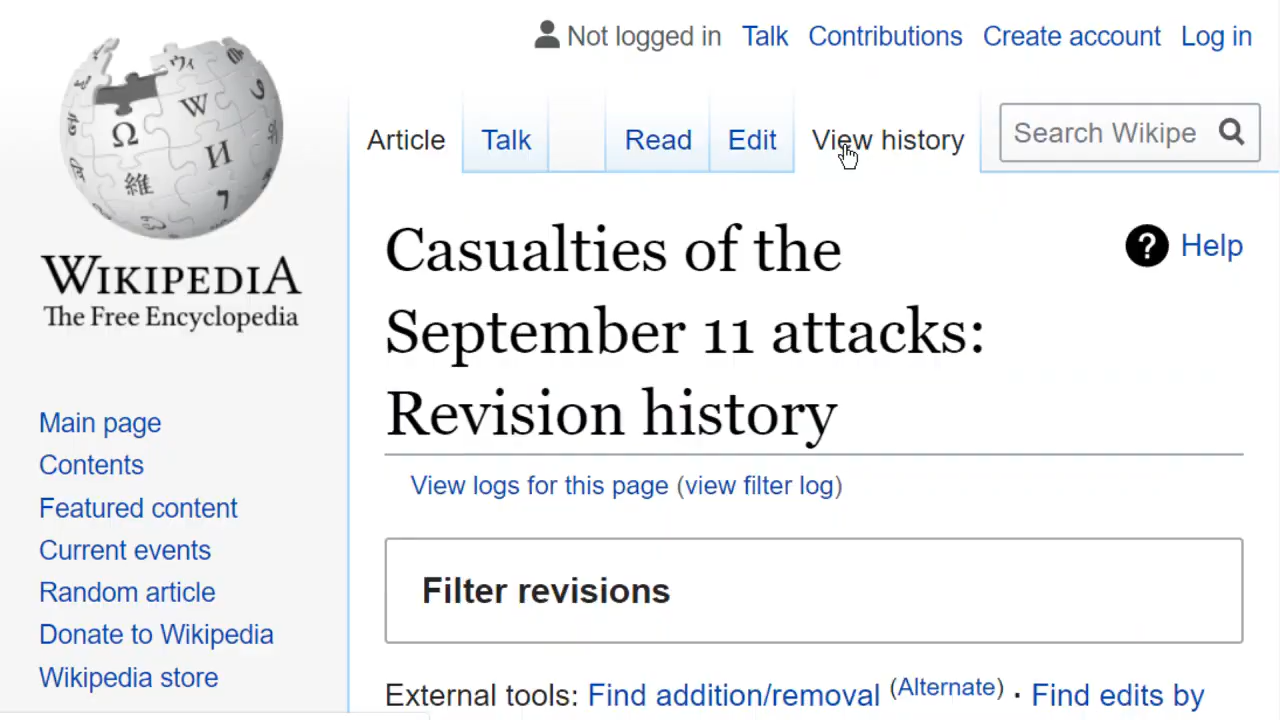 Not logged in Talk Contributions Create account Log in
Article Talk Read Edit View history Search Wikipe
WIKIPEDIA
The Free Encyclopedia
Main page
Contents
Featured content
Current events
Random article
Donate to Wikipedia
Wikipedia store
Casualties of the
September 11 attacks:
Revision history
Help
View logs for this page (view filter log)
Filter revisions
External tools: Find addition/removal (Alternate) · Find edits by